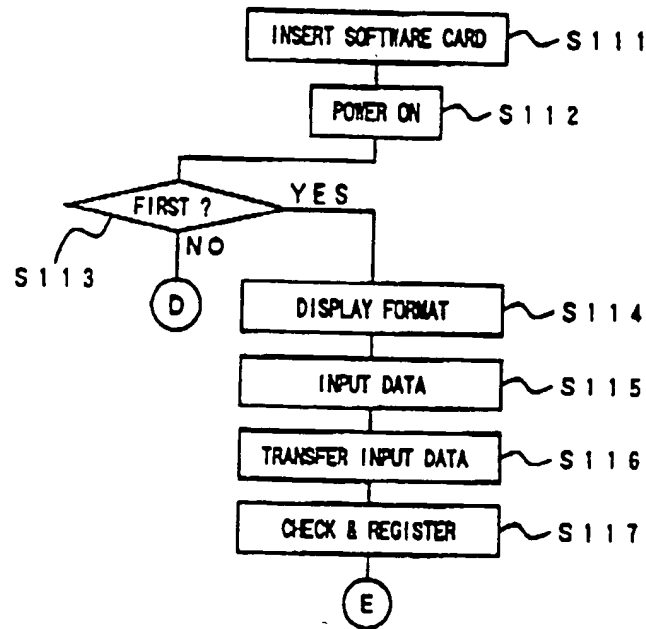 INSERT SOFTWARE CARD S111
POWER ON S112
FIRST ? YES
NO
S113
D
DISPLAY FORMAT S114
INPUT DATA S115
TRANSFER INPUT DATA S116
CHECK & REGISTER S117
E